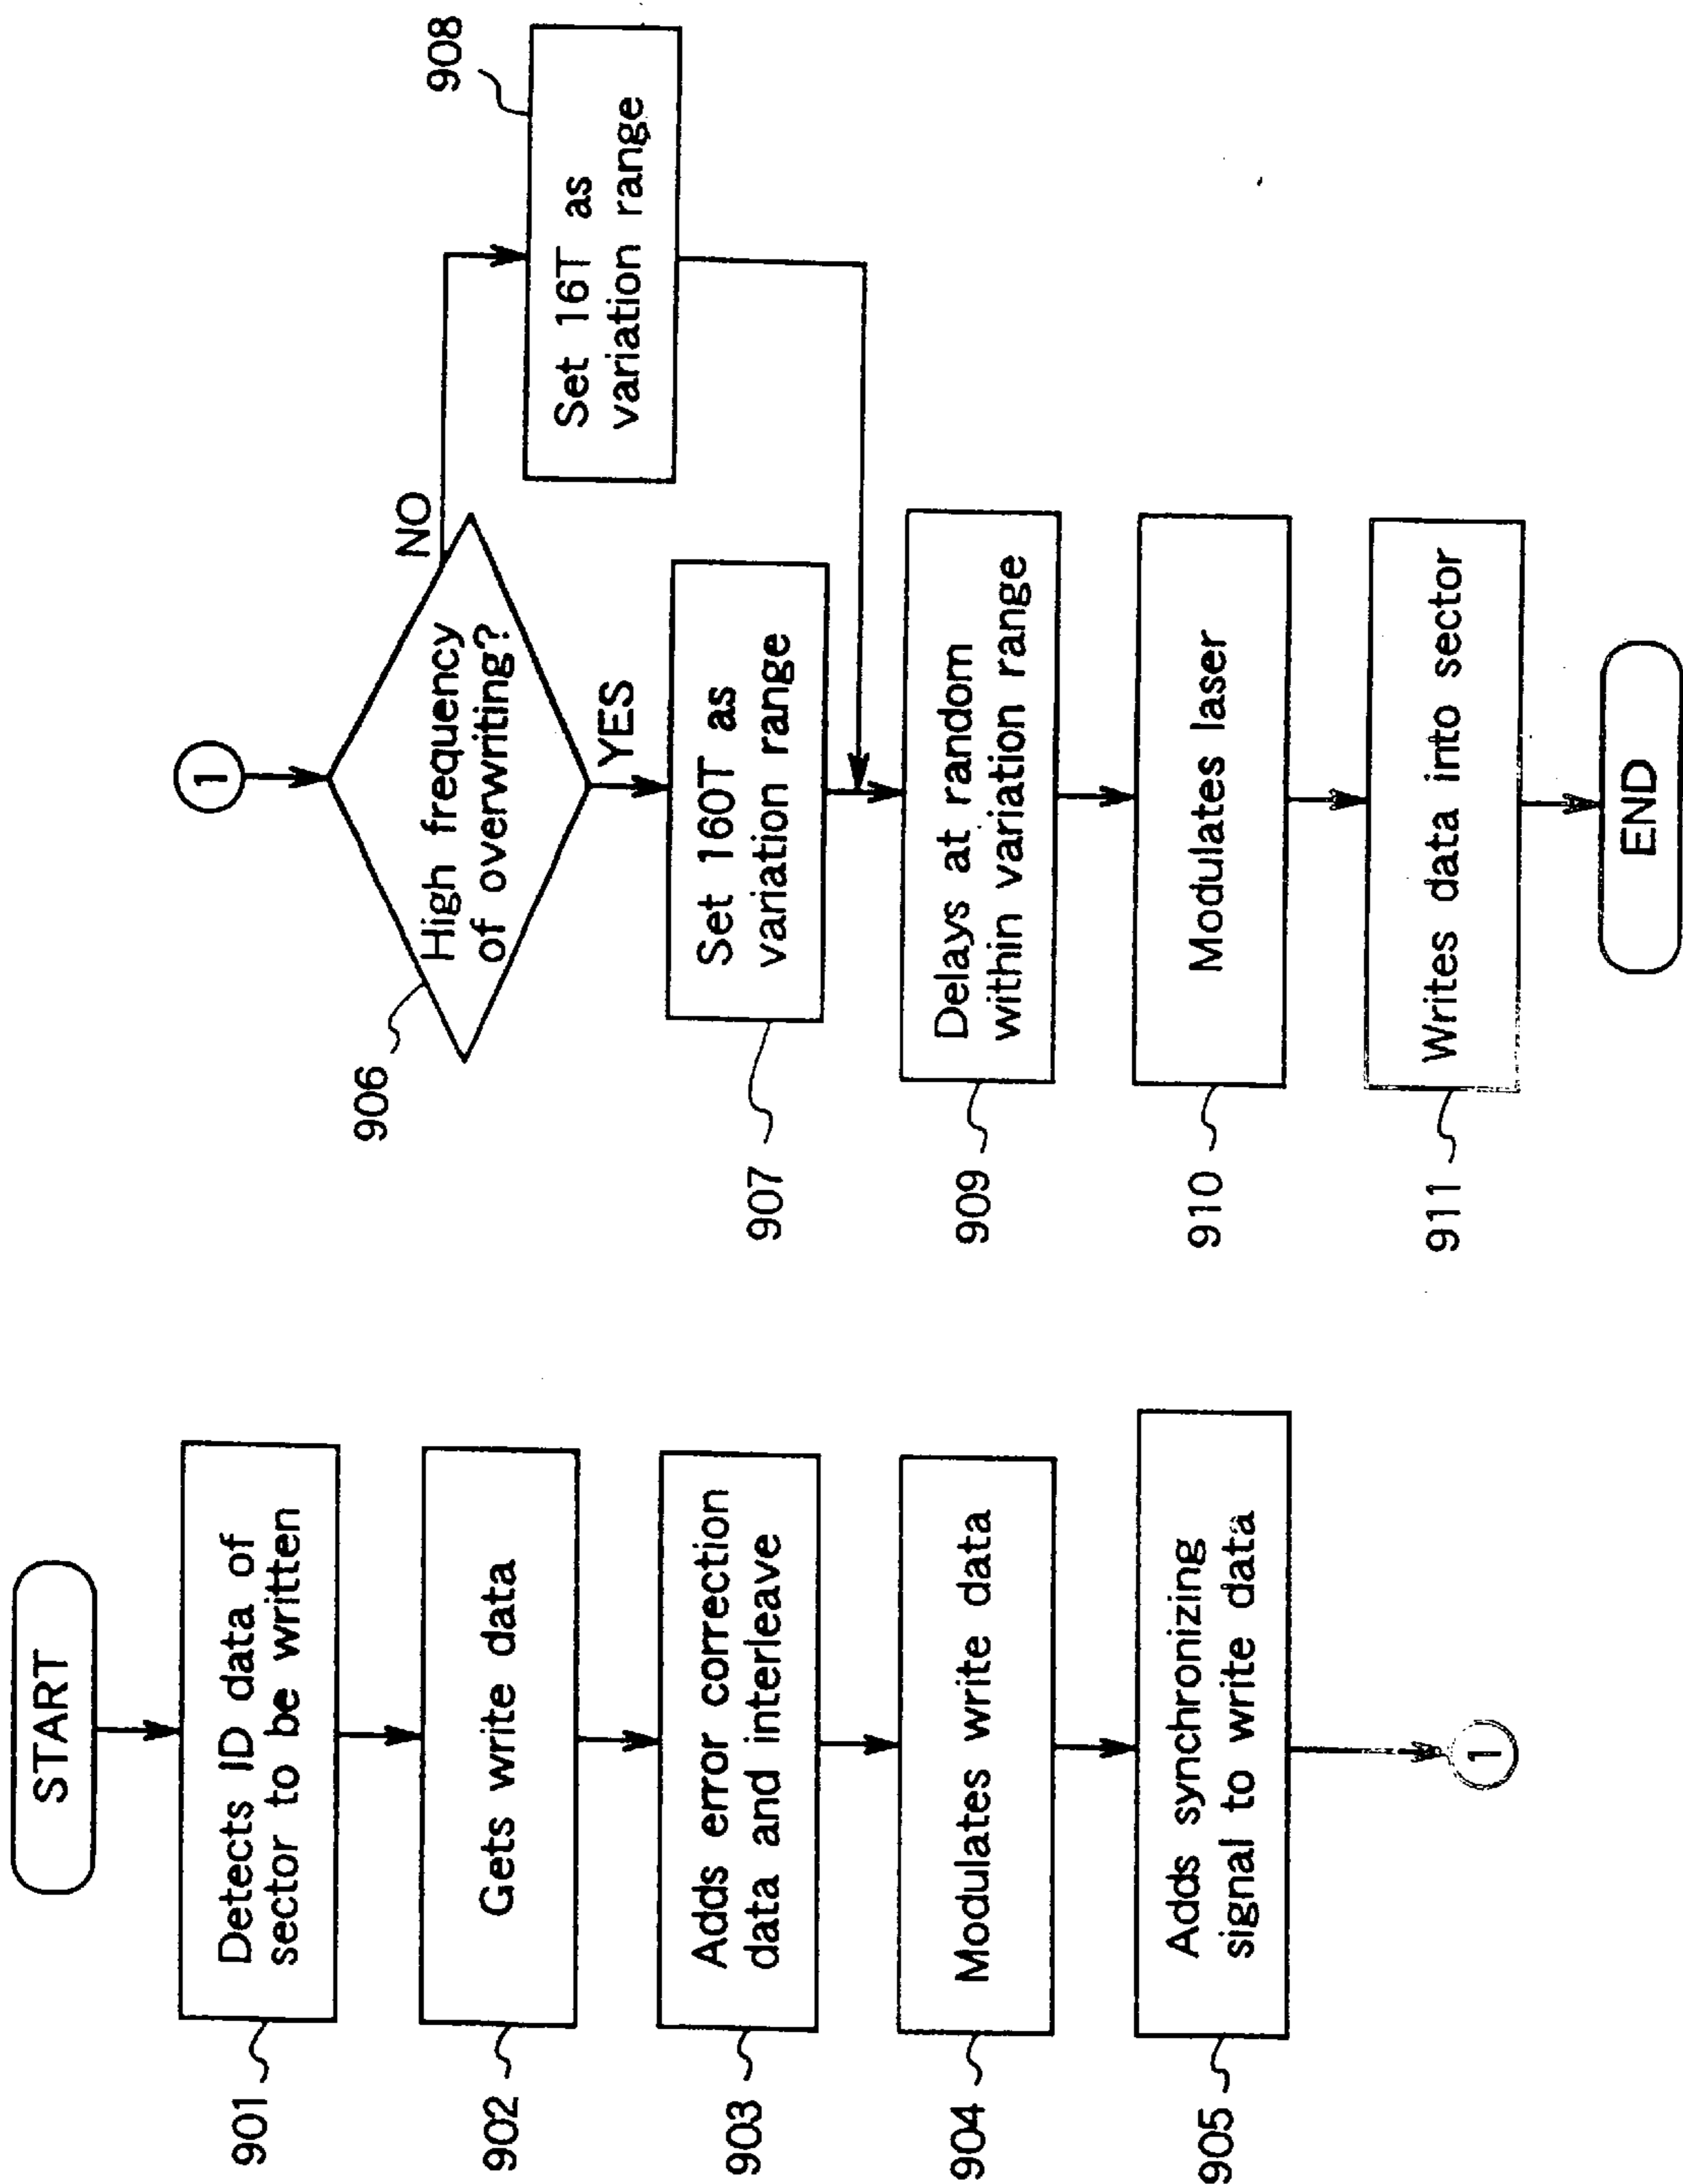 START
901
Detects ID data of
sector to be written
902
Gets write data
903
Adds error correction
data and interleave
904
Modulates write data
905
Adds synchronizing
signal to write data
1
1
906
High frequency
of overwriting?
NO
YES
907
Set 160T as
variation range
908
Set 16T as
variation range
909
Delays at random
within variation range
910
Modulates laser
911
Writes data into sector
END